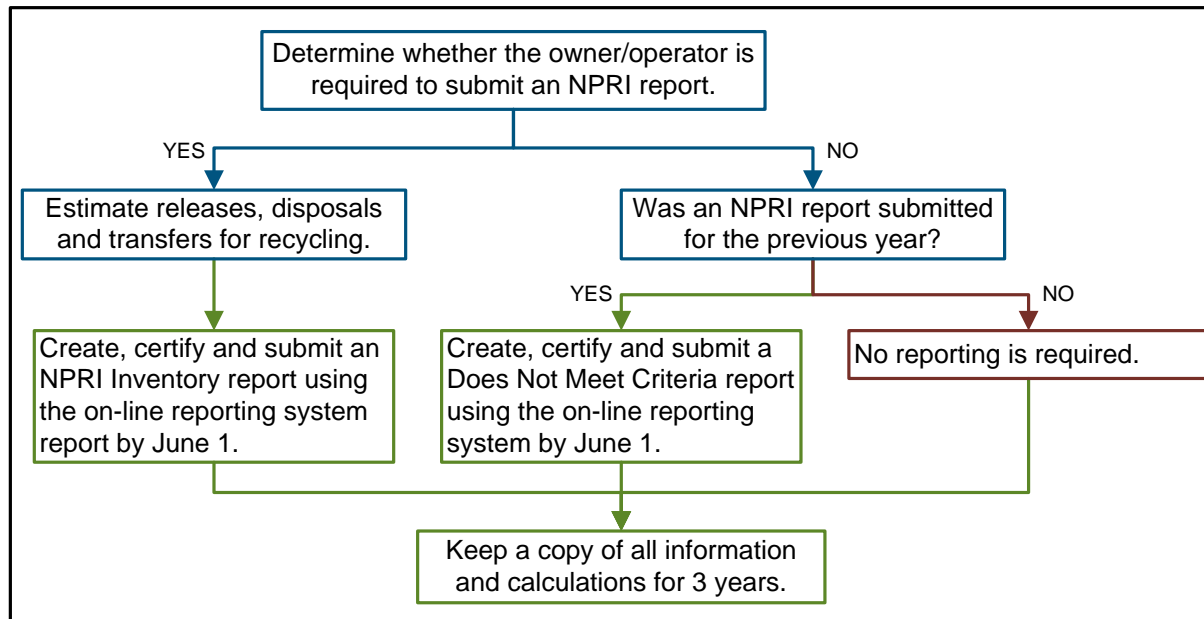 Determine whether the owner/operator is
required to submit an NPRI report.
YES
NO
Estimate releases, disposals
and transfers for recycling.
Was an NPRI report submitted
for the previous year?
YES
NO
Create, certify and submit an
NPRI Inventory report using
the on-line reporting system
report by June 1.
Create, certify and submit a
Does Not Meet Criteria report
using the on-line reporting
system by June 1.
No reporting is required.
Keep a copy of all information
and calculations for 3 years.